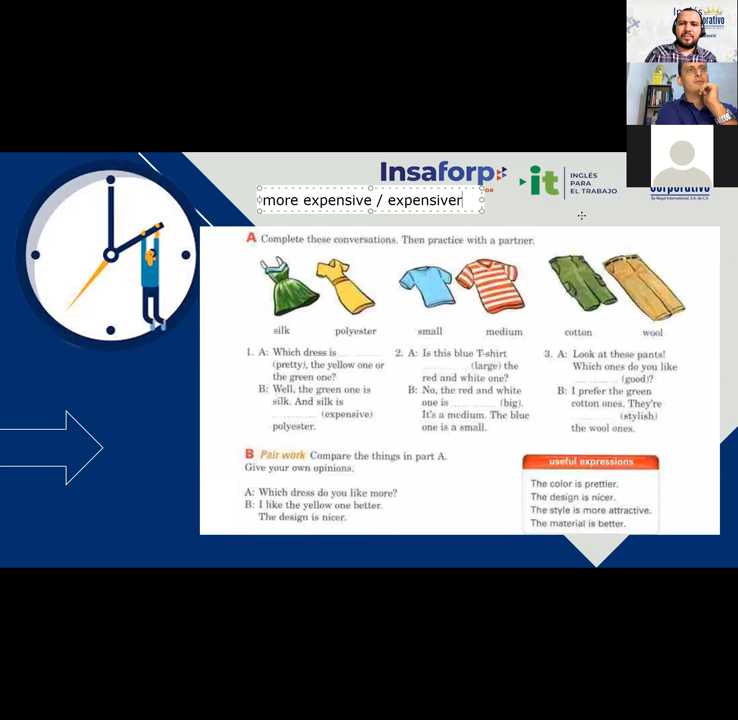 Insaforp
it
INGLÉS
PARA
EL TRABAJO
Corporativo
more expensive / expensiver
A Complete these conversations. Then practice with a partner.
silk
polyester
small
medium
cotton
wool
1. A: Which dress is
(pretty), the yellow one or
the green one?
B: Well, the green one is
silk. And silk is
(expensive)
polyester.
2. A: Is this blue T-shirt
(large) the
red and white one?
B: No, the red and white
one is (big).
It's a medium. The blue
one is a small.
3. A: Look at these pants!
Which ones do you like
(good)?
B: I prefer the green
cotton ones. They're
(stylish)
the wool ones.
B Pair work Compare the things in part A.
Give your own opinions.
A: Which dress do you like more?
B: I like the yellow one better.
The design is nicer.
useful expressions
The color is prettier.
The design is nicer.
The style is more attractive.
The material is better.